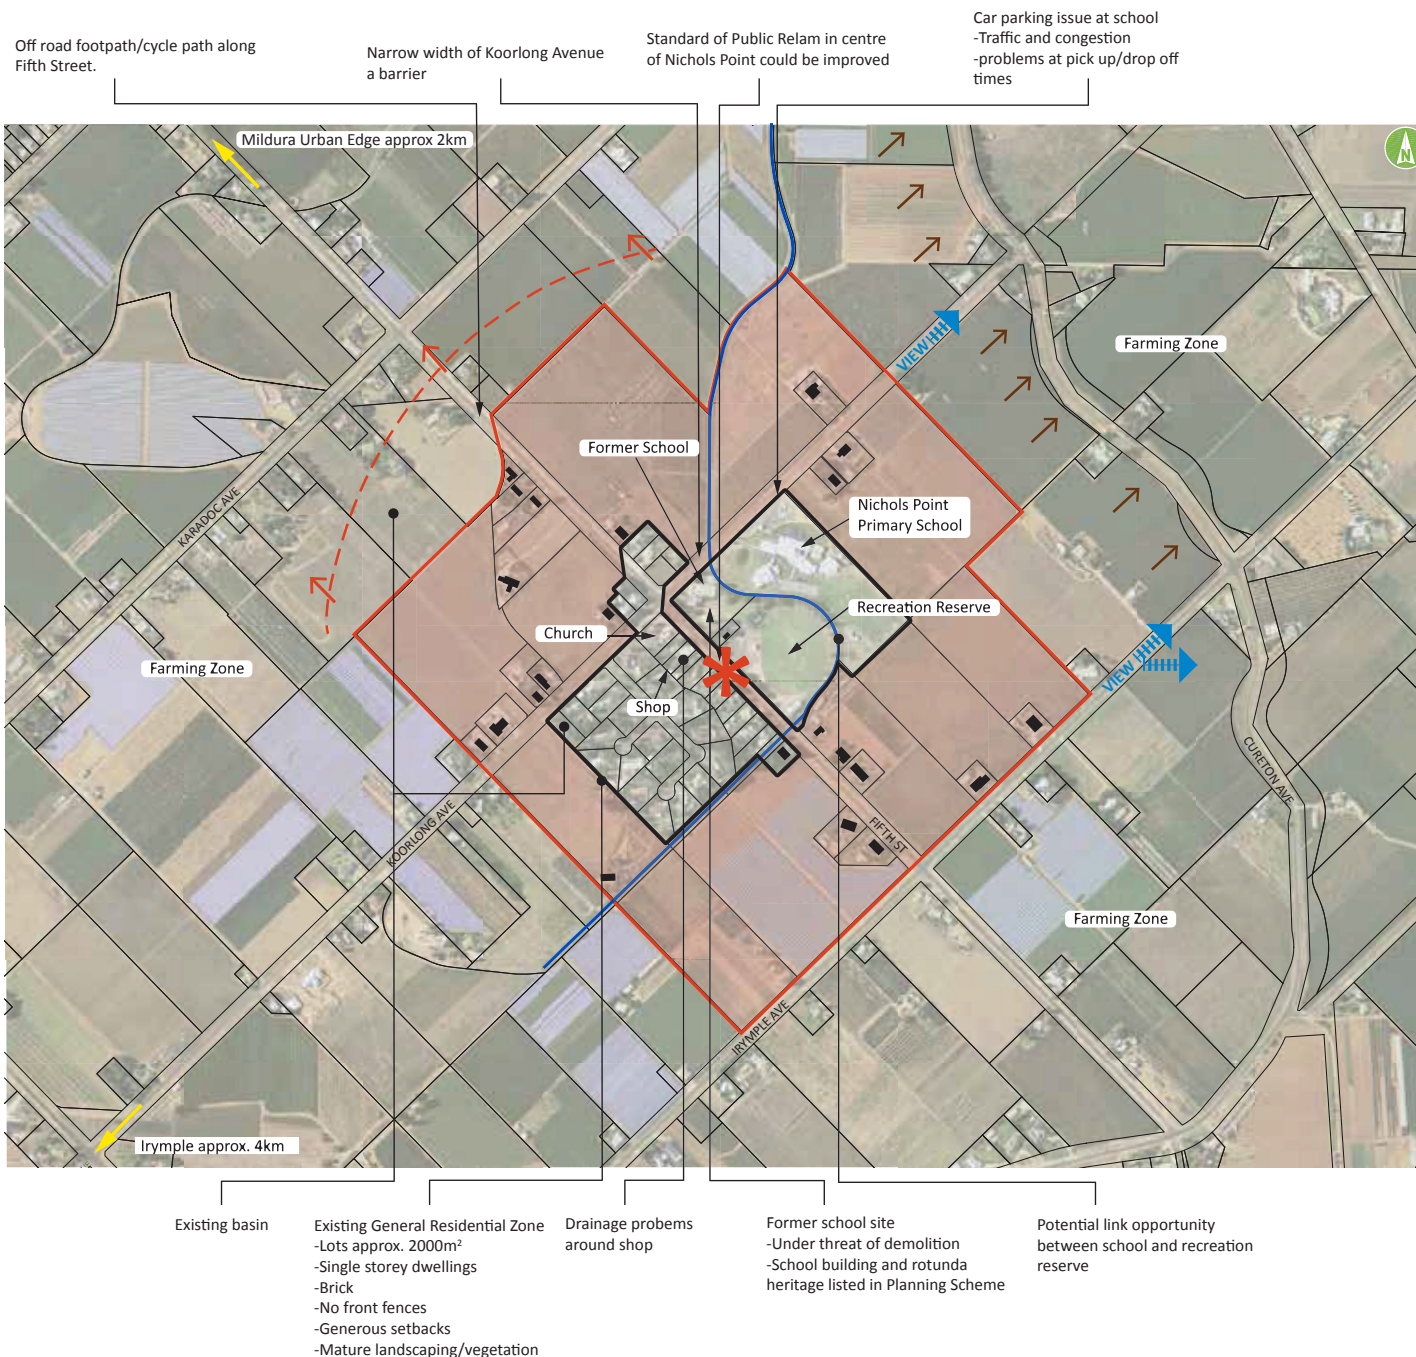 Off road footpath/cycle path along
Fifth Street.
Narrow width of Koorlong Avenue
a barrier
Standard of Public Relam in centre
of Nichols Point could be improved
Car parking issue at school
-Traffic and congestion
-problems at pick up/drop off
times
Mildura Urban Edge approx 2km
N
VIEW
Farming Zone
Former School
KARADOC AVE
Nichols Point
Primary School
Recreation Reserve
Church
Farming Zone
VIEW
Shop
CURETON AVE
KOORLONG AVE
FIFTH ST
Farming Zone
IRYMPLE AVE
Irymple approx. 4km
Existing basin
Existing General Residential Zone
-Lots approx. 2000m²
-Single storey dwellings
-Brick
-No front fences
-Generous setbacks
-Mature landscaping/vegetation
Drainage probems
around shop
Former school site
-Under threat of demolition
-School building and rotunda
heritage listed in Planning Scheme
Potential link opportunity
between school and recreation
reserve